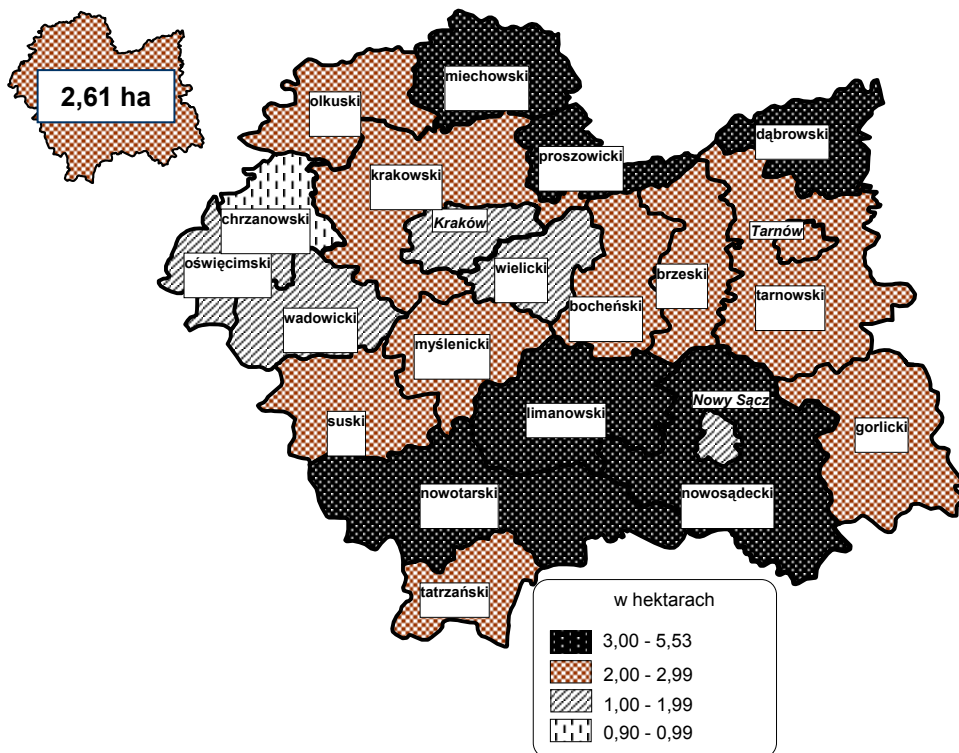 2,61 ha
miechowski
olkuski
dąbrowski
proszowicki
krakowski
chrzanowski
Kraków
Tarnów
oświęcimski
wielicki
brzeski
bocheński
tarnowski
wadowicki
myślenicki
Nowy Sącz
limanowski
suski
gorlicki
nowotarski
nowosądecki
tatrzański
w hektarach
3,00 - 5,53
2,00 - 2,99
1,00 - 1,99
0,90 - 0,99